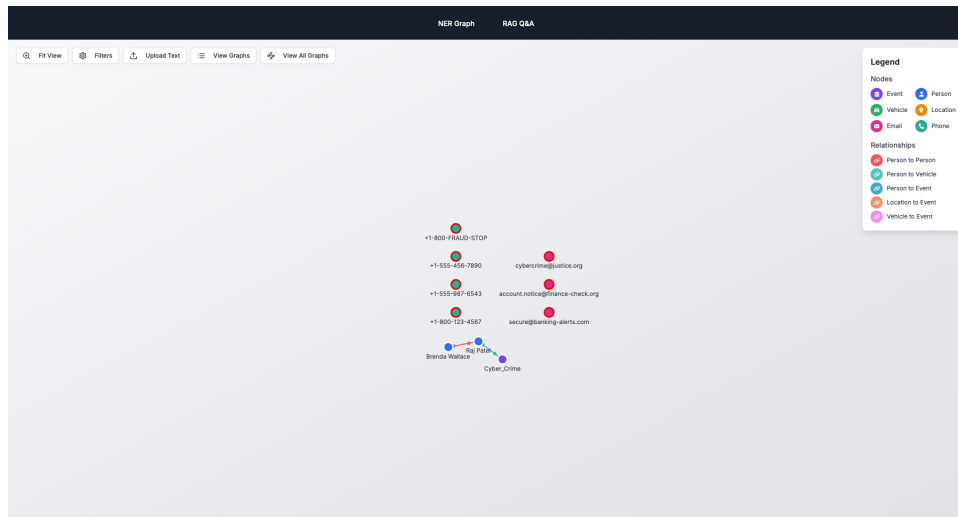 NER Graph RAG Q&A
Fit View Filters Upload Text View Graphs View All Graphs
Legend
Nodes
Event Person
Vehicle Location
Email Phone
Relationships
Person to Person
Person to Vehicle
Person to Event
Location to Event
Vehicle to Event
+1-800-FRAUD-STOP
+1-555-456-7890 cybercrime@justice.org
+1-555-987-6543 account.notice@finance-check.org
+1-800-123-4567 secure@banking-alerts.com
Raj Patel
Brenda Wallace
Cyber_Crime